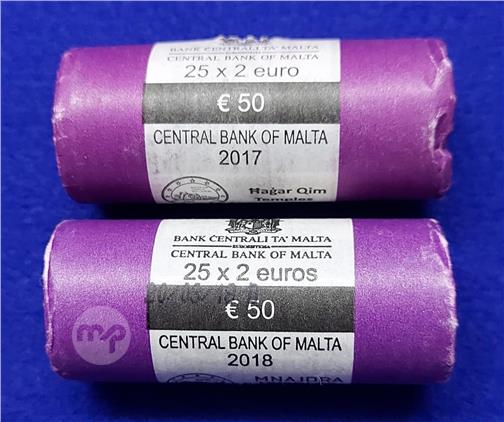 BANK ĊENTRALI TA' MALTA
CENTRAL BANK OF MALTA
25 x 2 euro
€ 50
CENTRAL BANK OF MALTA
2017
Ħaġar Qim
Temples
BANK ĊENTRALI TA' MALTA
EUROSISTEMA
CENTRAL BANK OF MALTA
25 x 2 euros
€ 50
CENTRAL BANK OF MALTA
2018
mp
MNAJDRA